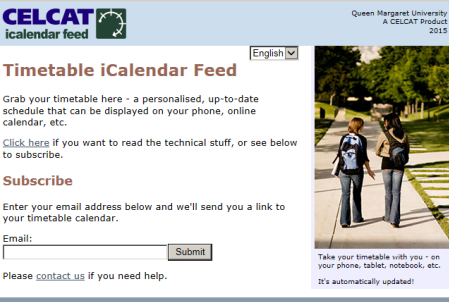 CELCAT
icalendar feed
Queen Margaret University
A CELCAT Product
2015
English
Timetable iCalendar Feed
Grab your timetable here - a personalised, up-to-date
schedule that can be displayed on your phone, online
calendar, etc.
Click here if you want to read the technical stuff, or see below
to subscribe.
Subscribe
Enter your email address below and we'll send you a link to
your timetable calendar.
Email:
Submit
Please contact us if you need help.
Take your timetable with you - on
your phone, tablet, notebook, etc.
It's automatically updated!